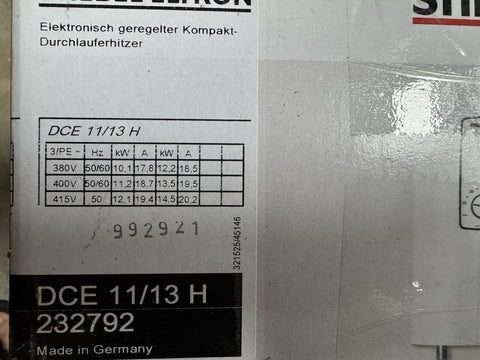 Elektronisch geregelter Kompakt-
Durchlauferhitzer
DCE 11/13 H
3/PE ~ Hz kW A kW A
380V 50/60 10,1 17,8 12,2 18,5
400V 50/60 11,2 18,7 13,5 19,5
415V 50 12,1 19,4 14,5 20,2
992921
321525/45146
DCE 11/13 H
232792
Made in Germany